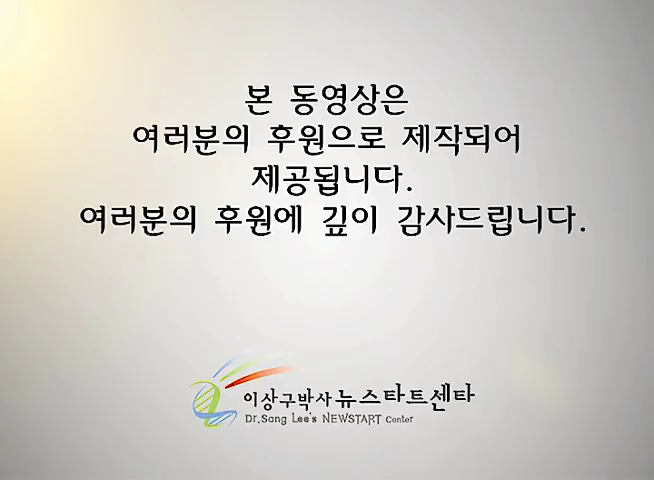 본 동영상은
여러분의 후원으로 제작되어
제공됩니다.
여러분의 후원에 깊이 감사드립니다.
이상구박사 뉴스타트센타
Dr.Sang Lee's NEWSTART Center